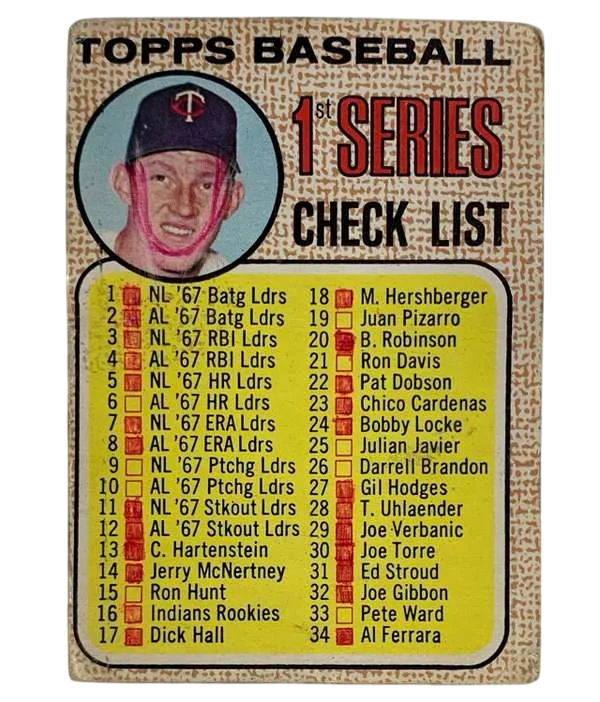 TOPPS BASEBALL
TC
1st SERIES
CHECK LIST
1 NL '67 Batg Ldrs
2 AL '67 Batg Ldrs
3 NL '67 RBI Ldrs
4 AL '67 RBI Ldrs
5 NL '67 HR Ldrs
6 AL '67 HR Ldrs
7 NL '67 ERA Ldrs
8 AL '67 ERA Ldrs
9 NL '67 Ptchg Ldrs
10 AL '67 Ptchg Ldrs
11 NL '67 Stkout Ldrs
12 AL '67 Stkout Ldrs
13 C. Hartenstein
14 Jerry McNertney
15 Ron Hunt
16 Indians Rookies
17 Dick Hall
18 M. Hershberger
19 Juan Pizarro
20 B. Robinson
21 Ron Davis
22 Pat Dobson
23 Chico Cardenas
24 Bobby Locke
25 Julian Javier
26 Darrell Brandon
27 Gil Hodges
28 T. Uhlaender
29 Joe Verbanic
30 Joe Torre
31 Ed Stroud
32 Joe Gibbon
33 Pete Ward
34 Al Ferrara